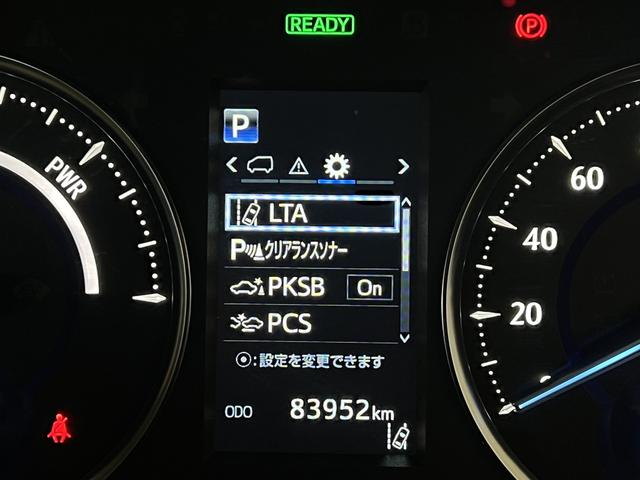 READY
P
P
PWR
LTA
Pクリアランスソナー
PKSB On
PCS
:設定を変更できます
ODO 83952km
60
40
20